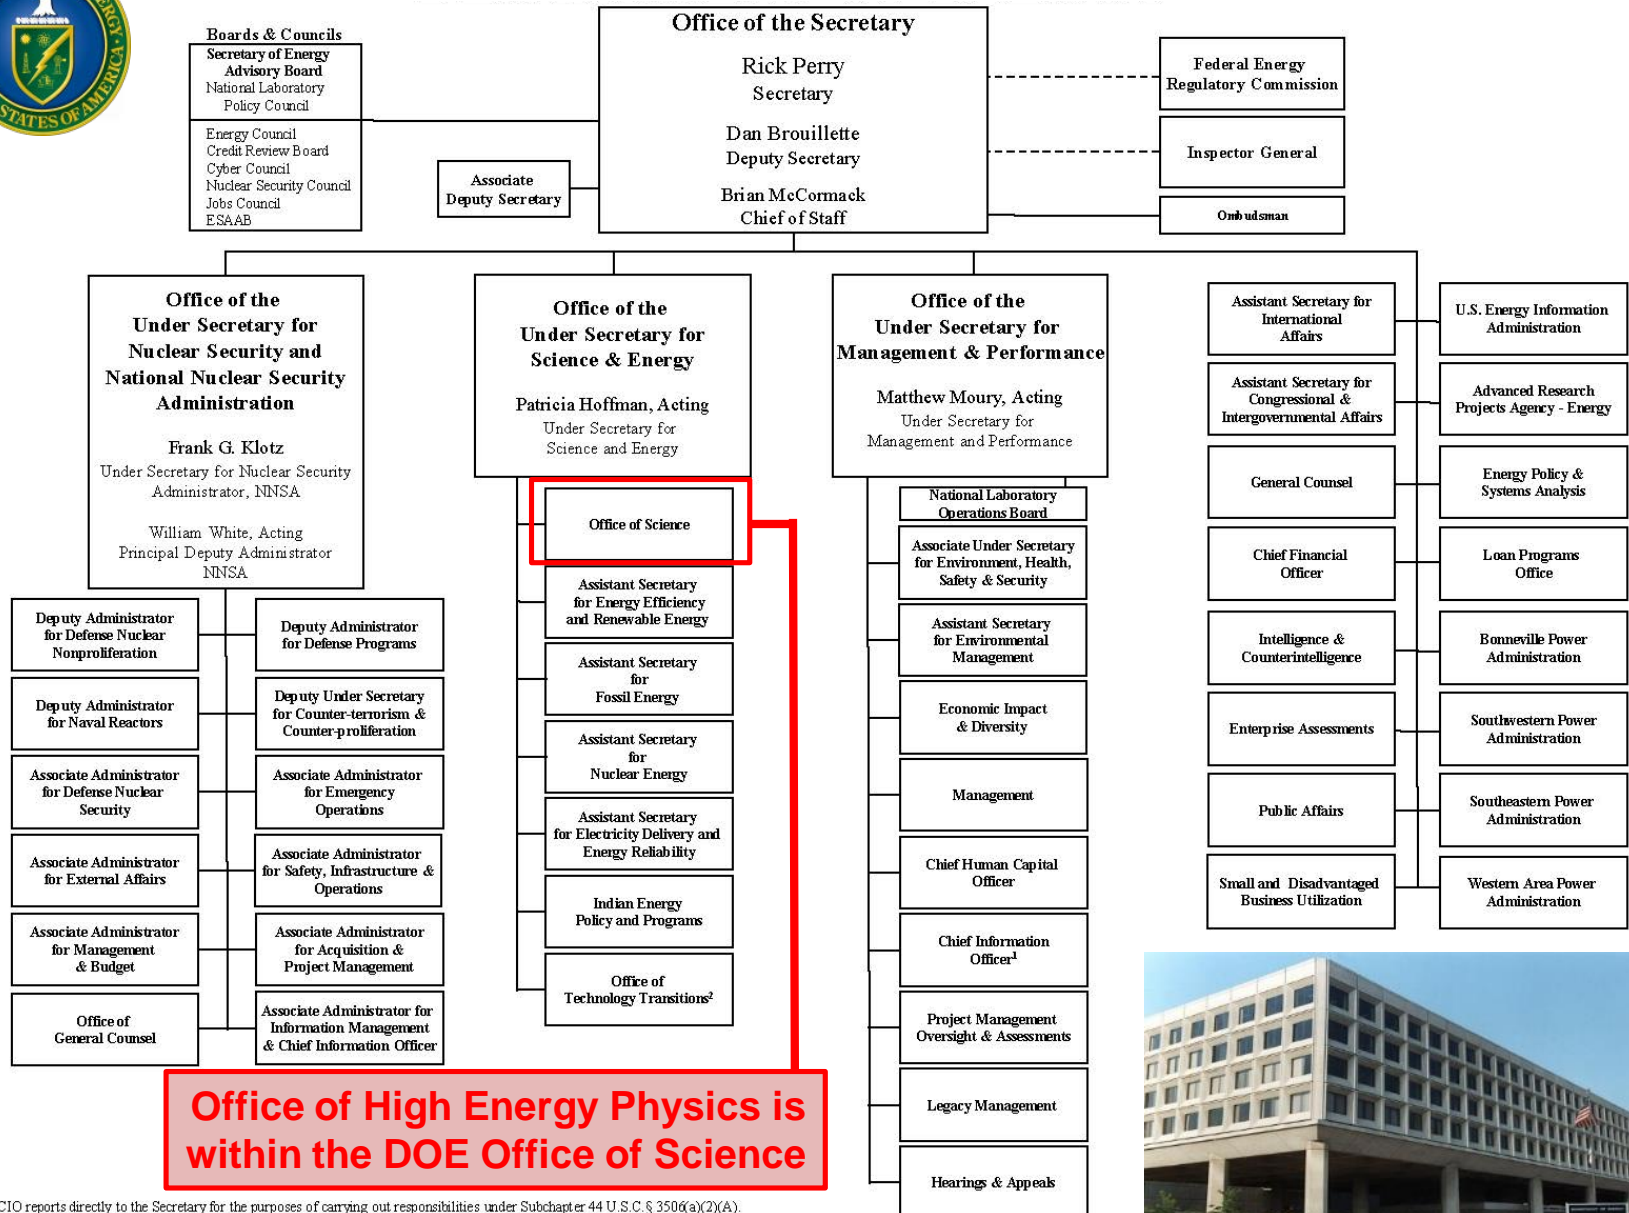 ERGY
STATES OF AMERICA
Boards & Councils
Secretary of Energy
Advisory Board
National Laboratory
Policy Council
Energy Council
Credit Review Board
Cyber Council
Nuclear Security Council
Jobs Council
ESAAB
Associate
Deputy Secretary
Office of the Secretary
Rick Perry
Secretary
Dan Brouillette
Deputy Secretary
Brian McCormack
Chief of Staff
Federal Energy
Regulatory Commission
Inspector General
Ombudsman
Office of the
Under Secretary for
Nuclear Security and
National Nuclear Security
Administration
Frank G. Klotz
Under Secretary for Nuclear Security
Administrator, NNSA
William White, Acting
Principal Deputy Administrator
NNSA
Deputy Administrator
for Defense Nuclear
Nonproliferation
Deputy Administrator
for Defense Programs
Deputy Administrator
for Naval Reactors
Deputy Under Secretary
for Counter-terrorism &
Counter-proliferation
Associate Administrator
for Defense Nuclear
Security
Associate Administrator
for Emergency
Operations
Associate Administrator
for External Affairs
Associate Administrator
for Safety, Infrastructure &
Operations
Associate Administrator
for Management
& Budget
Associate Administrator
for Acquisition &
Project Management
Office of
General Counsel
Associate Administrator for
Information Management
& Chief Information Officer
Office of the
Under Secretary for
Science & Energy
Patricia Hoffman, Acting
Under Secretary for
Science and Energy
Office of Science
Assistant Secretary
for Energy Efficiency
and Renewable Energy
Assistant Secretary
for
Fossil Energy
Assistant Secretary
for
Nuclear Energy
Assistant Secretary
for Electricity Delivery and
Energy Reliability
Indian Energy
Policy and Programs
Office of
Technology Transitions²
Office of the
Under Secretary for
Management & Performance
Matthew Moury, Acting
Under Secretary for
Management and Performance
National Laboratory
Operations Board
Associate Under Secretary
for Environment, Health,
Safety & Security
Assistant Secretary
for Environmental
Management
Economic Impact
& Diversity
Management
Chief Human Capital
Officer
Chief Information
Officer¹
Project Management
Oversight & Assessments
Legacy Management
Hearings & Appeals
Assistant Secretary for
International
Affairs
U.S. Energy Information
Administration
Assistant Secretary for
Congressional &
Intergovernmental Affairs
Advanced Research
Projects Agency - Energy
General Counsel
Energy Policy &
Systems Analysis
Chief Financial
Officer
Loan Programs
Office
Intelligence &
Counterintelligence
Bonneville Power
Administration
Enterprise Assessments
Southwestern Power
Administration
Public Affairs
Southeastern Power
Administration
Small and Disadvantaged
Business Utilization
Western Area Power
Administration
Office of High Energy Physics is
within the DOE Office of Science
CIO reports directly to the Secretary for the purposes of carrying out responsibilities under Subchapter 44 U.S.C. § 3506(a)(2)(A).